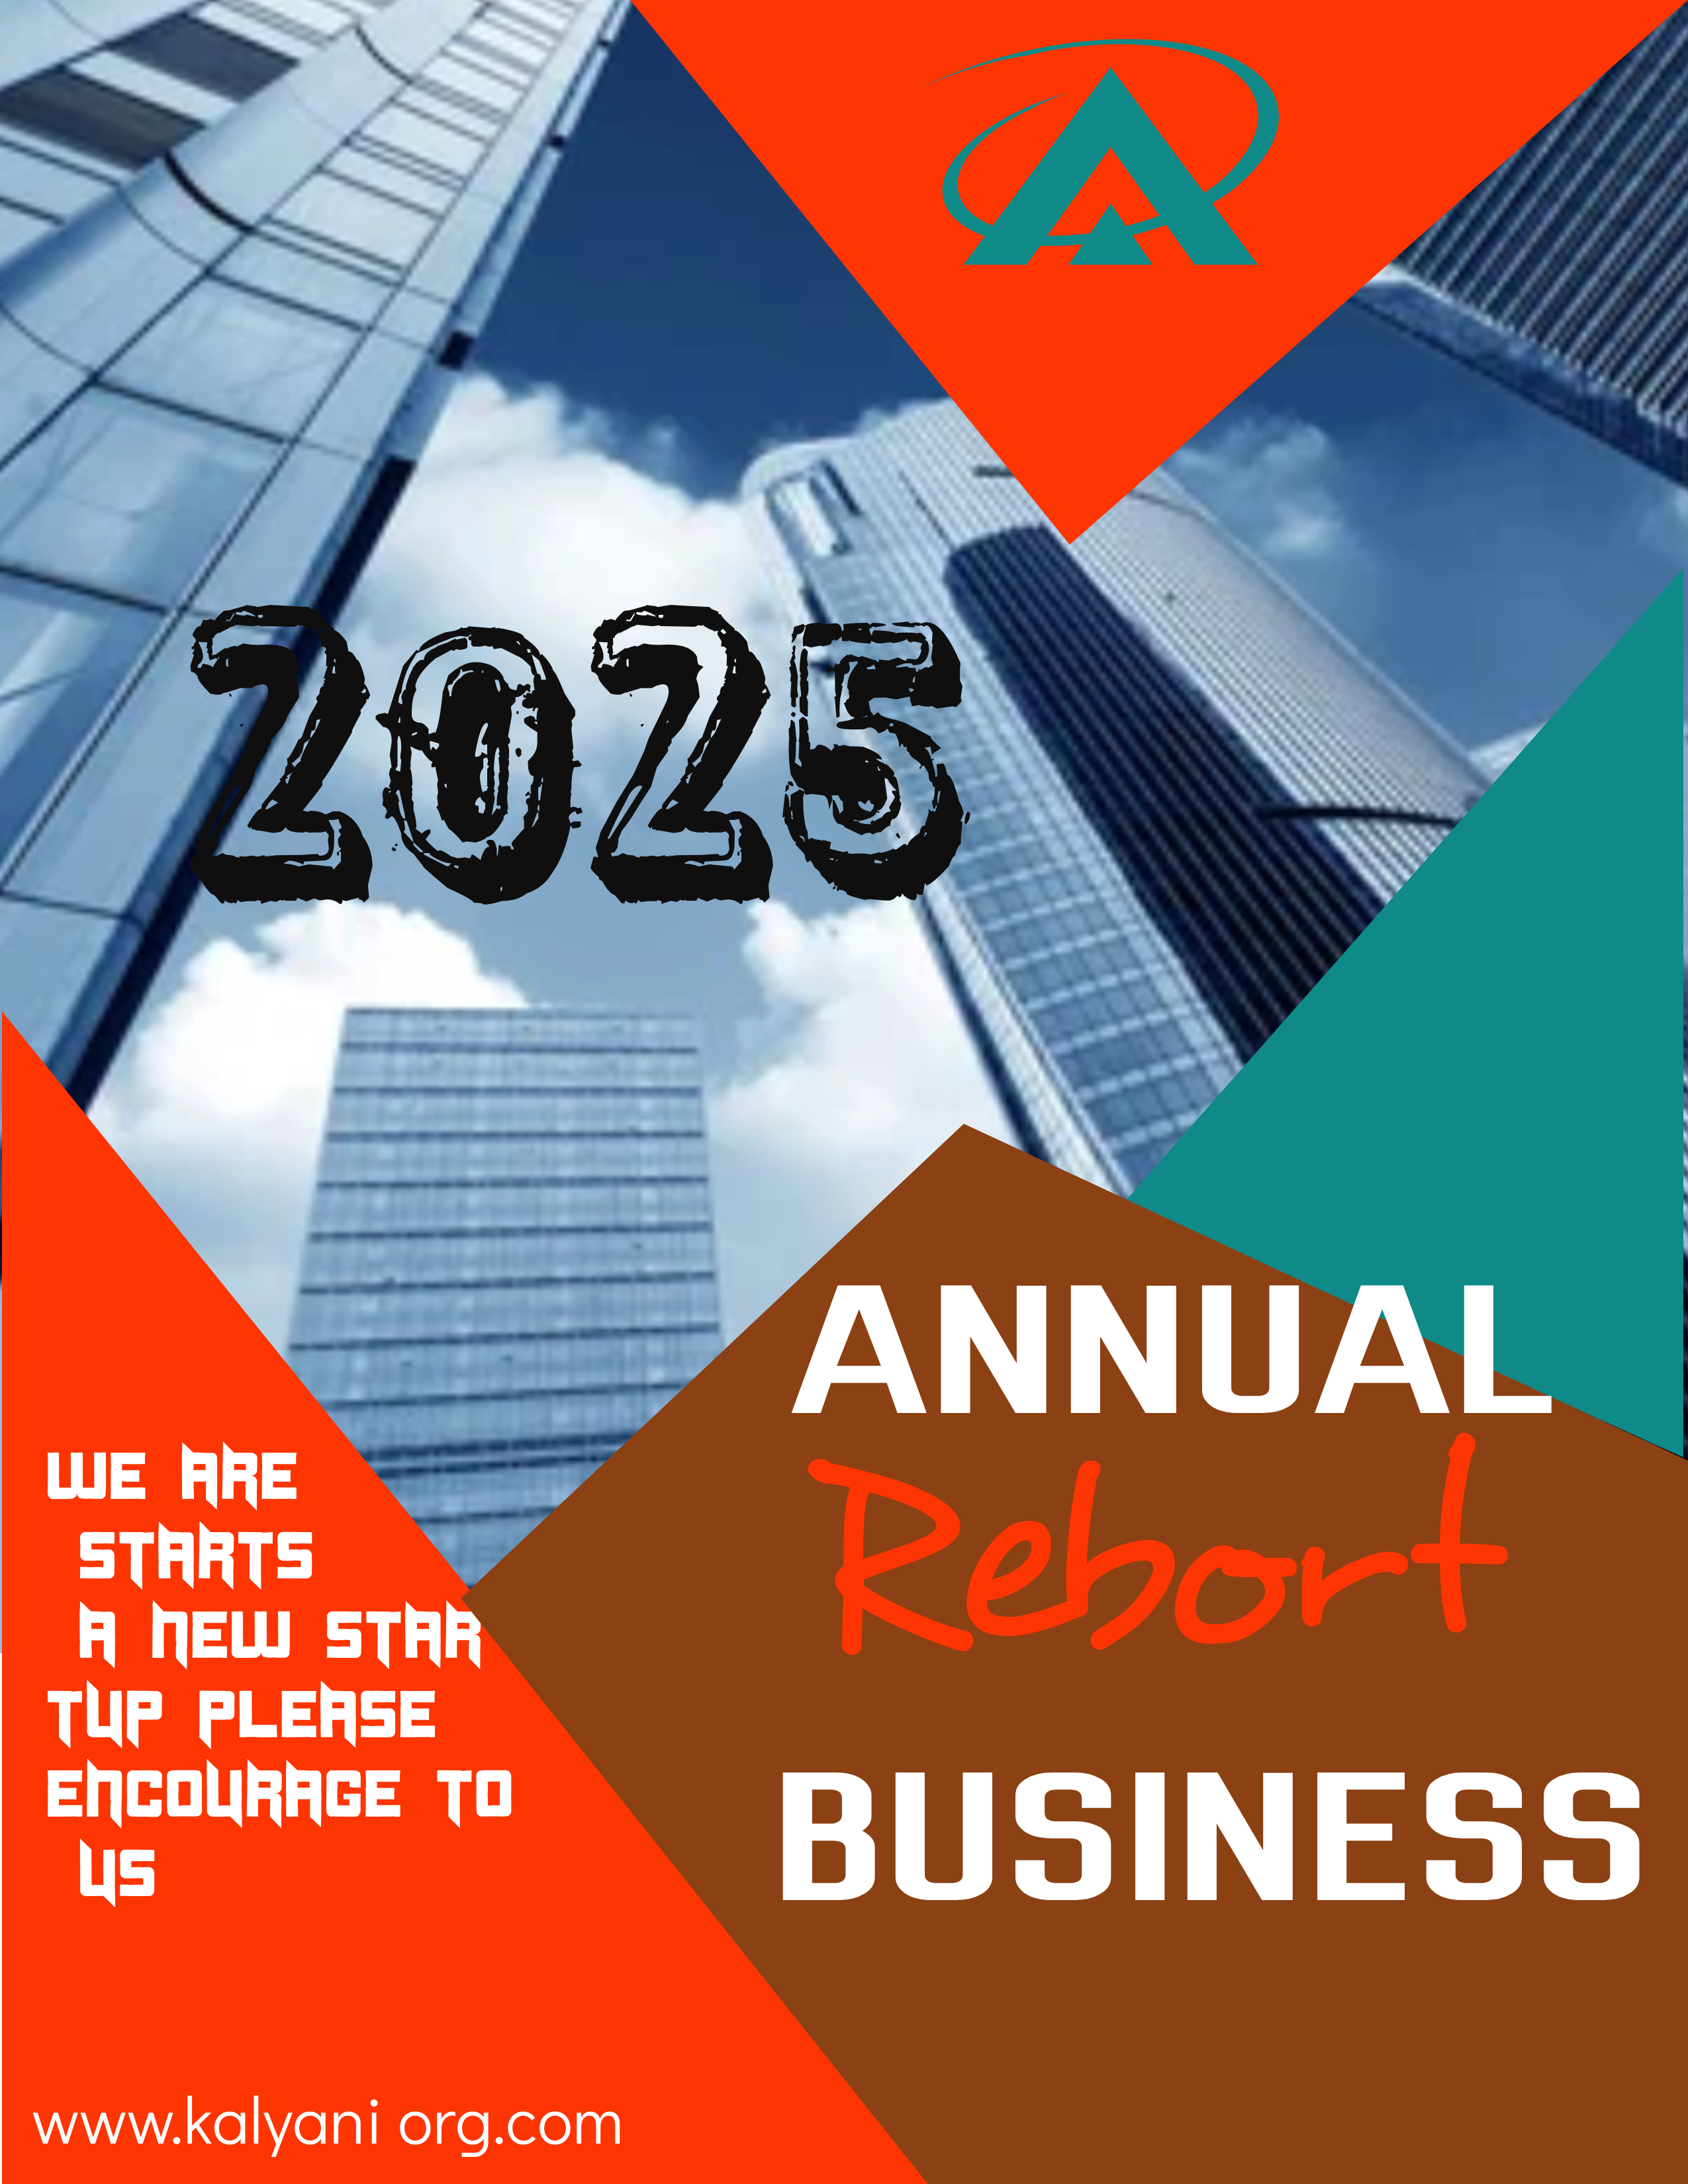 2025
ANNUAL
Rebort
BUSINESS
WE ARE
STARTS
A NEW STAR
TUP PLEASE
ENCOURAGE TO
US
www.kalyani org.com